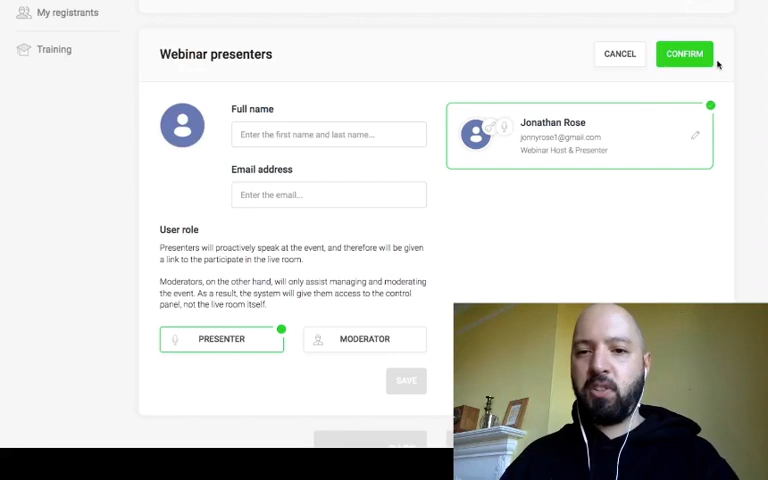 My registrants
Training
Webinar presenters
CANCEL
CONFIRM
Full name
Enter the first name and last name...
Email address
Enter the email...
Jonathan Rose
jonnyrose1@gmail.com
Webinar Host & Presenter
User role
Presenters will proactively speak at the event, and therefore will be given
a link to the participate in the live room.
Moderators, on the other hand, will only assist managing and moderating
the event. As a result, the system will give them access to the control
panel, not the live room itself.
PRESENTER
MODERATOR
SAVE